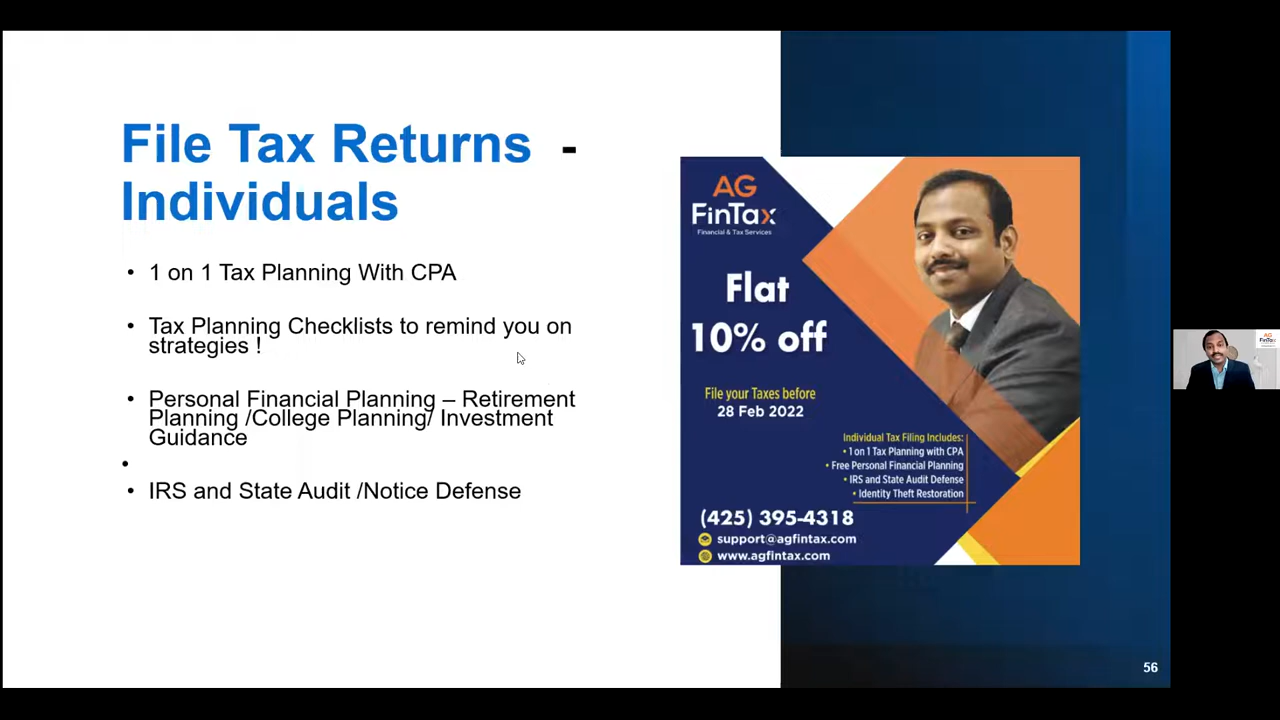 File Tax Returns -
Individuals
• 1 on 1 Tax Planning With CPA
• Tax Planning Checklists to remind you on
strategies !
• Personal Financial Planning – Retirement
Planning /College Planning/ Investment
Guidance
•
• IRS and State Audit /Notice Defense
AG
FinTax
Financial & Tax Services
Flat
10% off
File your Taxes before
28 Feb 2022
Individual Tax Filing Includes:
• 1 on 1 Tax Planning with CPA
• Free Personal Financial Planning
• IRS and State Audit Defense
• Identity Theft Restoration
(425) 395-4318
support@agfintax.com
www.agfintax.com
56
AG
FinTax